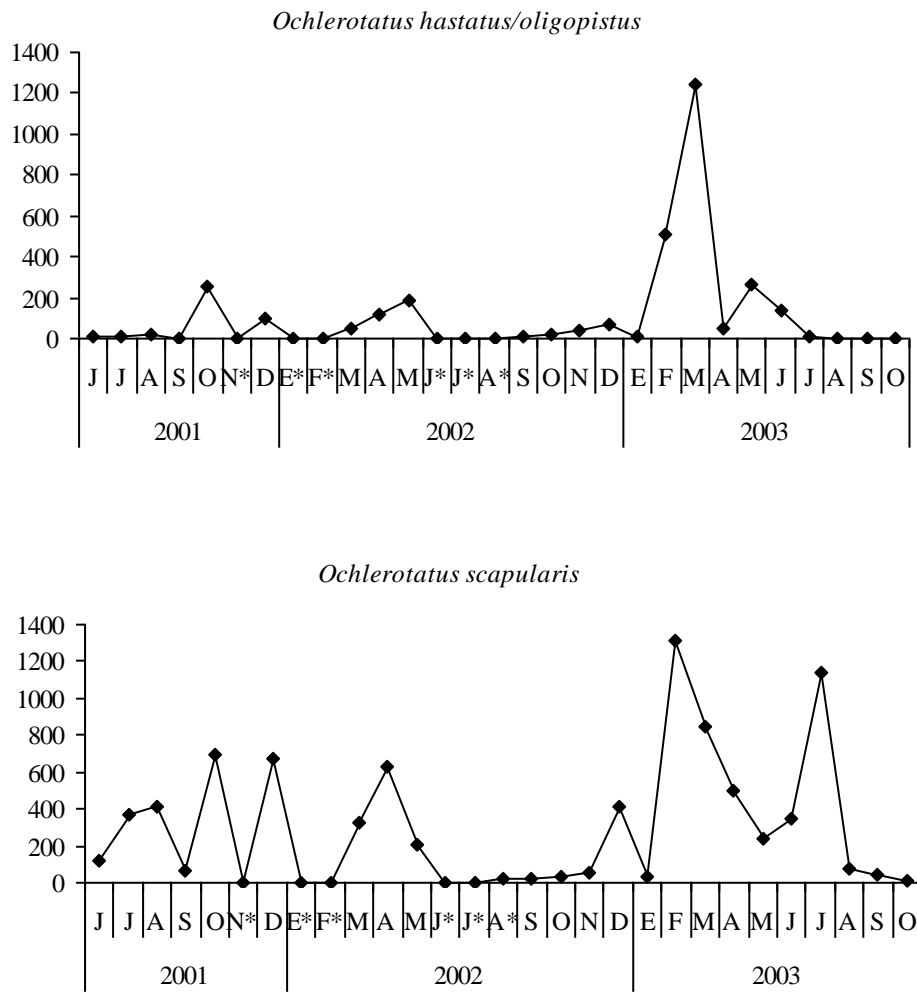 Ochlerotatus hastatus/oligopistus
1400
1200
1000
800
600
400
200
0
J J A S O N* D E* F* M A M J* J* A* S O N D E F M A M J J A S O
2001 2002 2003
Ochlerotatus scapularis
1400
1200
1000
800
600
400
200
0
J J A S O N* D E* F* M A M J* J* A* S O N D E F M A M J J A S O
2001 2002 2003